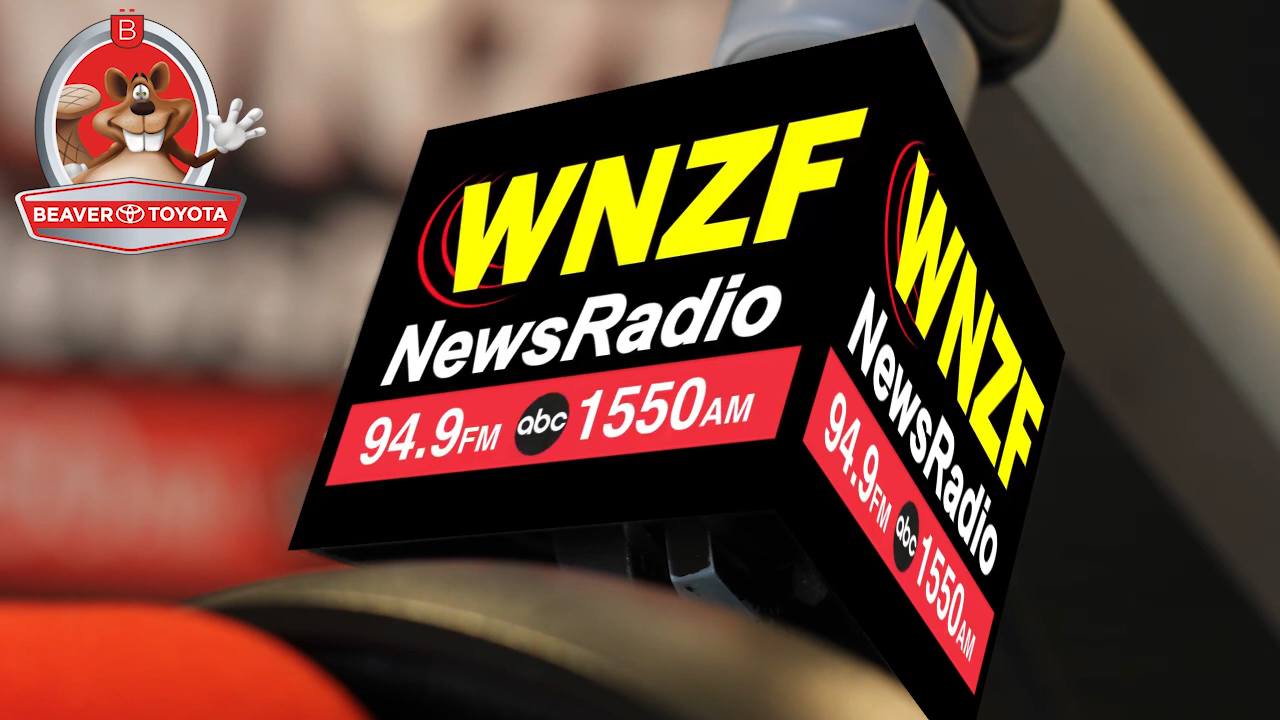 B
BEAVER TOYOTA
WNZF
NewsRadio
94.9FM abc 1550AM
WNZF
NewsRadio
94.9FM abc 1550AM